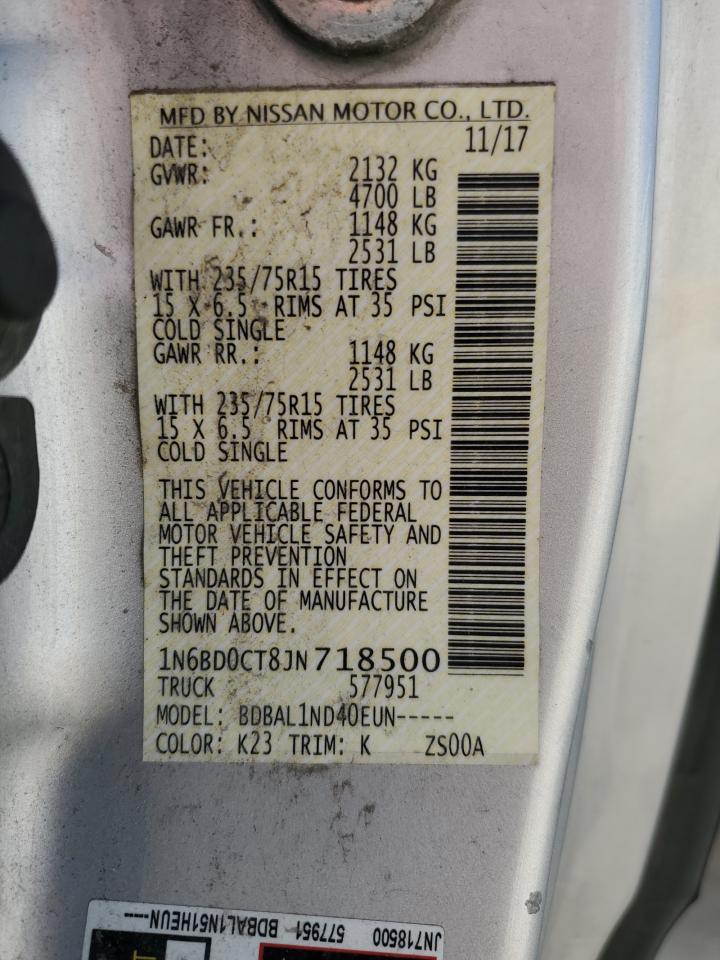 MFD BY NISSAN MOTOR CO., LTD.
DATE: 11/17
GVWR: 2132 KG
4700 LB
GAWR FR.: 1148 KG
2531 LB
WITH 235/75R15 TIRES
15 X 6.5 RIMS AT 35 PSI
COLD SINGLE
GAWR RR.: 1148 KG
2531 LB
WITH 235/75R15 TIRES
15 X 6.5 RIMS AT 35 PSI
COLD SINGLE
THIS VEHICLE CONFORMS TO
ALL APPLICABLE FEDERAL
MOTOR VEHICLE SAFETY AND
THEFT PREVENTION
STANDARDS IN EFFECT ON
THE DATE OF MANUFACTURE
SHOWN ABOVE.
1N6BD0CT8JN718500
TRUCK 577951
MODEL: BDBAL1ND40EUN-----
COLOR: K23 TRIM: K ZS00A
JN718500 577951 BDBAL1N51HEUN----